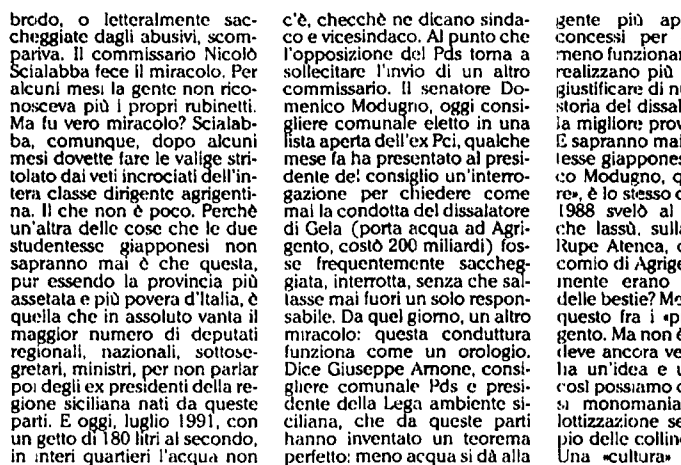 brodo, o letteralmente sac-
cheggiate dagli abusivi, scom-
pariva. Il commissario Nicolò
Scialabba fece il miracolo. Per
alcuni mesi la gente non rico-
nosceva più i propri rubinetti.
Ma fu vero miracolo? Scialab-
ba, comunque, dopo alcuni
mesi dovette fare le valige stri-
tolato dai veti incrociati dell'in-
tera classe dirigente agrigenti-
na. Il che non è poco. Perchè
un'altra delle cose che le due
studentesse giapponesi non
sapranno mai è che questa,
pur essendo la provincia più
assetata e più povera d'Italia, è
quella che in assoluto vanta il
maggior numero di deputati
regionali, nazionali, sottose-
gretari, ministri, per non parlar
poi degli ex presidenti della re-
gione siciliana nati da queste
parti. E oggi, luglio 1991, con
un getto di 180 litri al secondo,
in interi quartieri l'acqua non
c'è, checchè ne dicano sinda-
co e vicesindaco. Al punto che
l'opposizione del Pds torna a
sollecitare l'invio di un altro
commissario. Il senatore Do-
menico Modugno, oggi consi-
gliere comunale eletto in una
lista aperta dell'ex Pci, qualche
mese fa ha presentato al presi-
dente del consiglio un'interro-
gazione per chiedere come
mai la condotta del dissalatore
di Gela (porta acqua ad Agri-
gento, costò 200 miliardi) fos-
se frequentemente saccheg-
giata, interrotta, senza che sal-
tasse mai fuori un solo respon-
sabile. Da quel giorno, un altro
miracolo: questa conduttura
funziona come un orologio.
Dice Giuseppe Arnone, consi-
gliere comunale Pds e presi-
dente della Lega ambiente si-
ciliana, che da queste parti
hanno inventato un teorema
perfetto: meno acqua si dà alla
gente più ap
concessi per
meno funzionar
realizzano più
giustificare di nu
storia del dissal
la migliore prov
E sapranno mai
tesse giappones
co Modugno, q
re», è lo stesso c
1988 svelò al
che lassù, sulla
Rupe Atenea, c
comio di Agrige
mente erano
delle bestie? Mo
questo fra i «p
gento. Ma non è
deve ancora ve
ha un'idea e u
così possiamo c
si monomania
lottizzazione se
pio delle colline
Una «cultura»